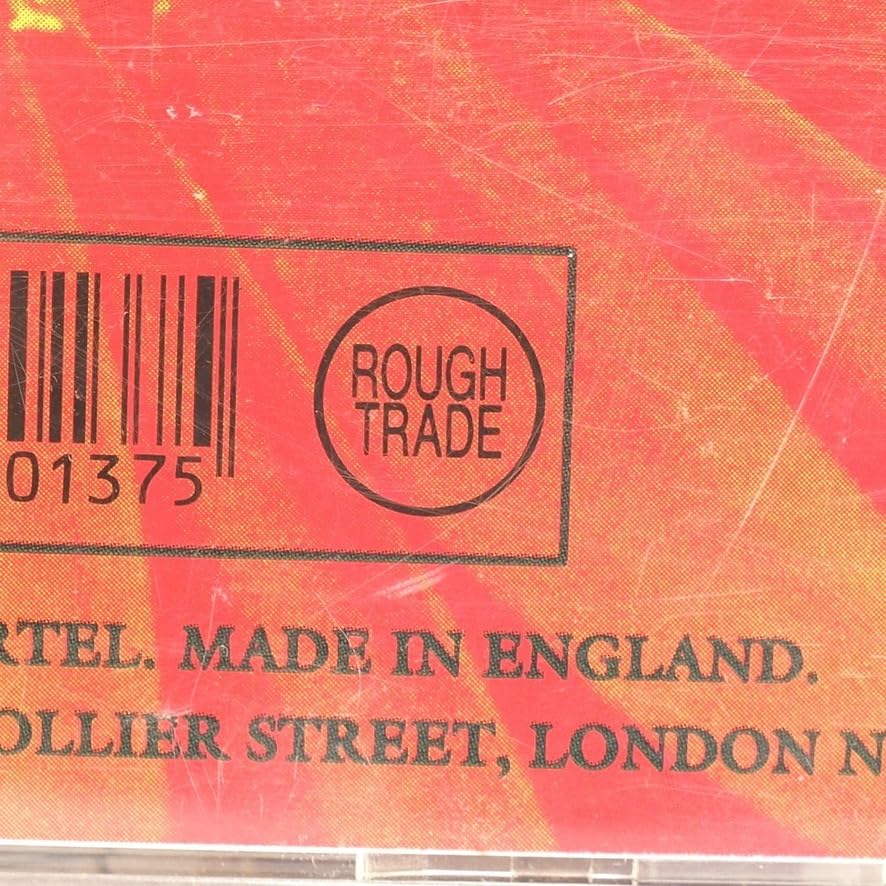 ROUGH
TRADE
01375
RTEL. MADE IN ENGLAND.
OLLIER STREET, LONDON N